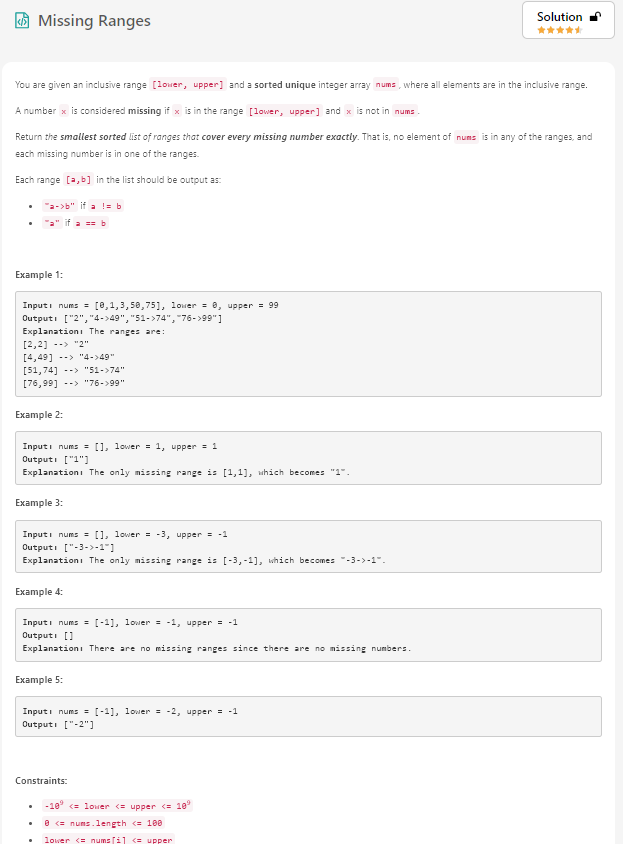 Missing Ranges
Solution
You are given an inclusive range [lower, upper] and a sorted unique integer array nums, where all elements are in the inclusive range.
A number x is considered missing if x is in the range [lower, upper] and x is not in nums.
Return the smallest sorted list of ranges that cover every missing number exactly. That is, no element of nums is in any of the ranges, and
each missing number is in one of the ranges.
Each range [a,b] in the list should be output as:
• "a->b" if a != b
• "a" if a == b
Example 1:
Input: nums = [0,1,3,50,75], lower = 0, upper = 99
Output: ["2","4->49","51->74","76->99"]
Explanation: The ranges are:
[2,2] --> "2"
[4,49] --> "4->49"
[51,74] --> "51->74"
[76,99] --> "76->99"
Example 2:
Input: nums = [], lower = 1, upper = 1
Output: ["1"]
Explanation: The only missing range is [1,1], which becomes "1".
Example 3:
Input: nums = [], lower = -3, upper = -1
Output: ["-3->-1"]
Explanation: The only missing range is [-3,-1], which becomes "-3->-1".
Example 4:
Input: nums = [-1], lower = -1, upper = -1
Output: []
Explanation: There are no missing ranges since there are no missing numbers.
Example 5:
Input: nums = [-1], lower = -2, upper = -1
Output: ["-2"]
Constraints:
• -10⁹ <= lower <= upper <= 10⁹
• 0 <= nums.length <= 100
• lower <= nums[i] <= upper